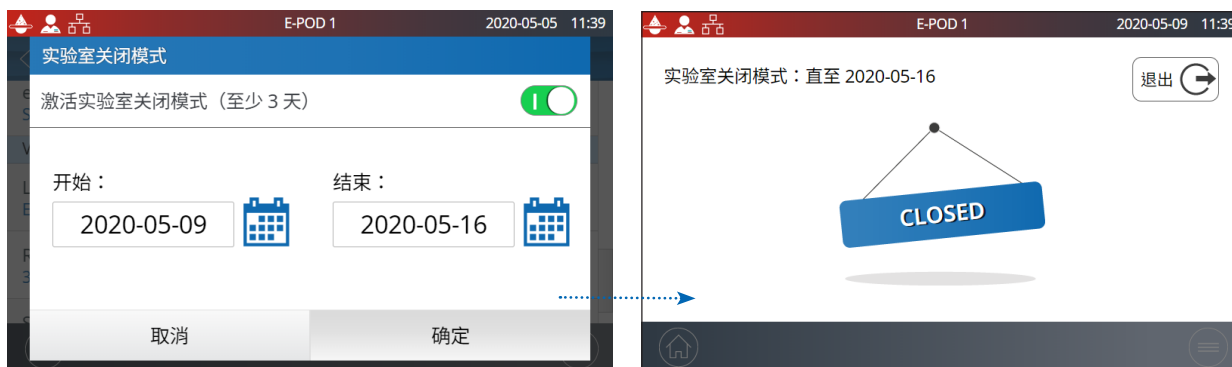 E-POD 1
2020-05-05 11:39
实验室关闭模式
激活实验室关闭模式（至少 3 天）
开始：
结束：
2020-05-09
2020-05-16
取消
确定
E-POD 1
2020-05-09 11:39
实验室关闭模式：直至 2020-05-16
退出
CLOSED